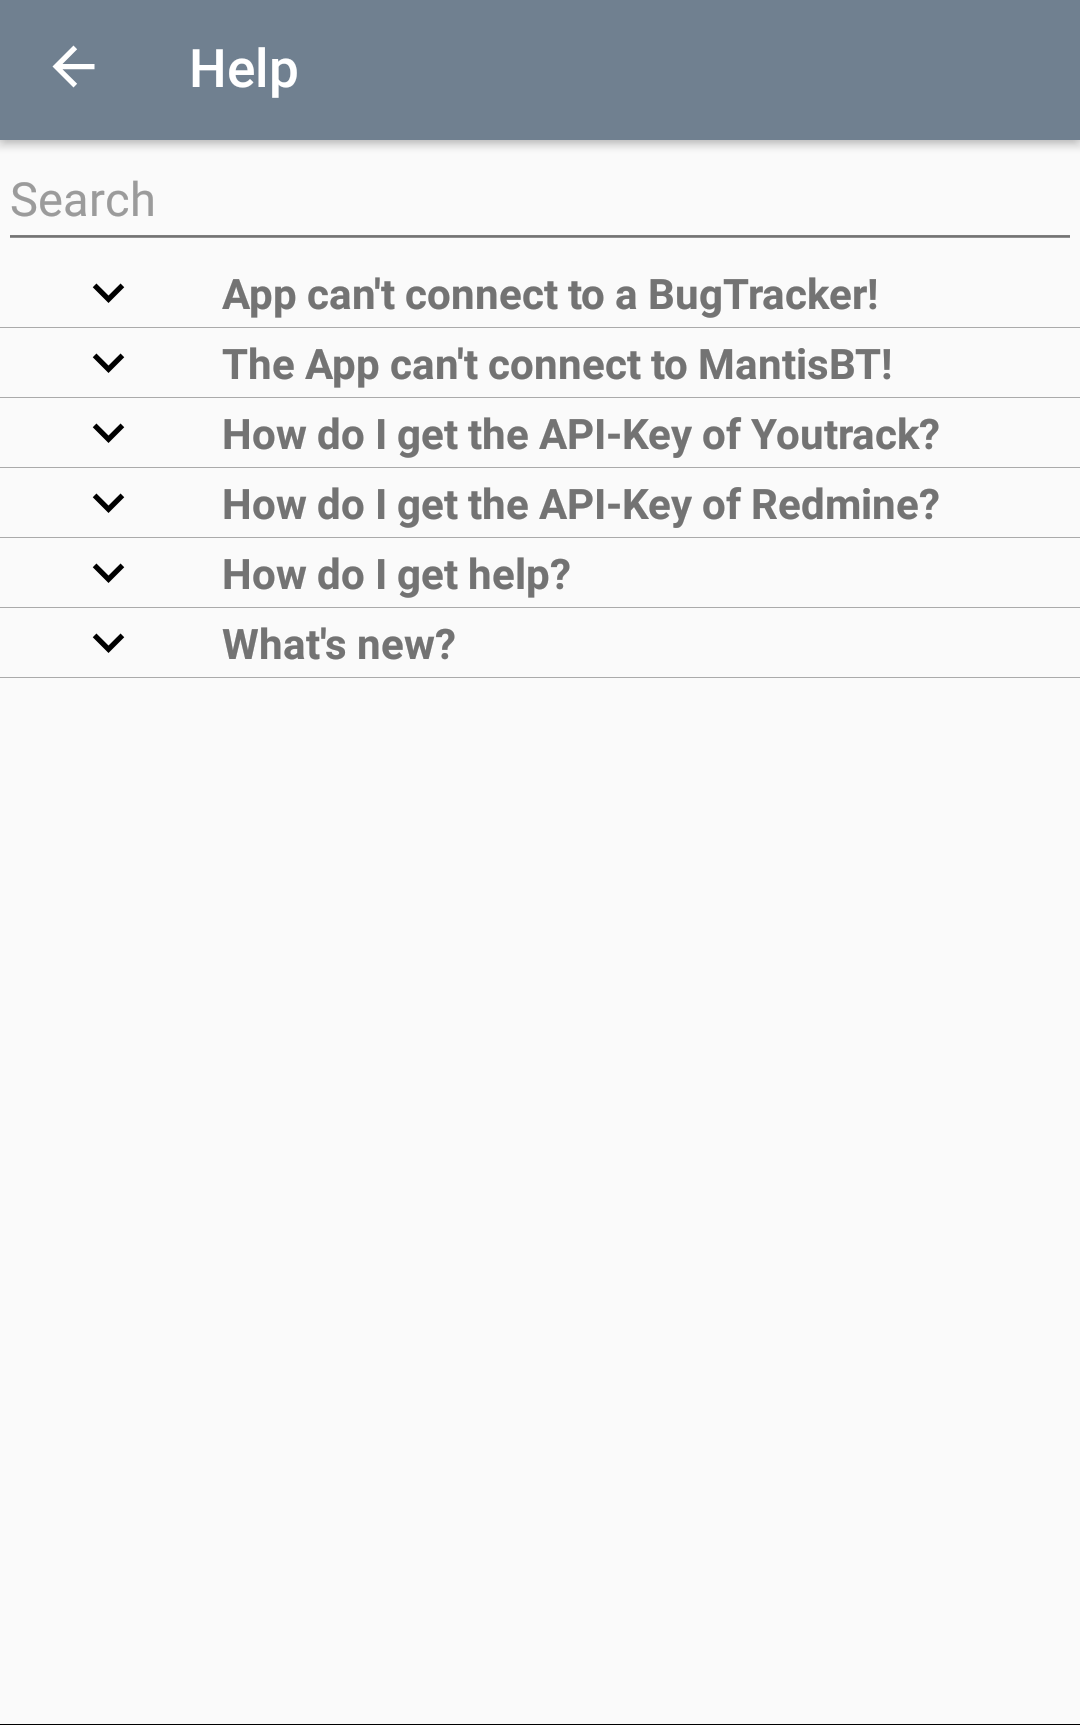 Help
Search
App can't connect to a BugTracker!
The App can't connect to MantisBT!
How do I get the API-Key of Youtrack?
How do I get the API-Key of Redmine?
How do I get help?
What's new?